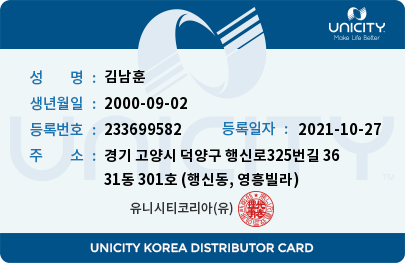 UNICITY
Make Life Better
성 명 : 김남훈
생년월일 : 2000-09-02
등록번호 : 233699582 등록일자 : 2021-10-27
주 소 : 경기 고양시 덕양구 행신로325번길 36
31동 301호 (행신동, 영흥빌라)
UNICITY
유니시티코리아(유)
UNICITY KOREA DISTRIBUTOR CARD